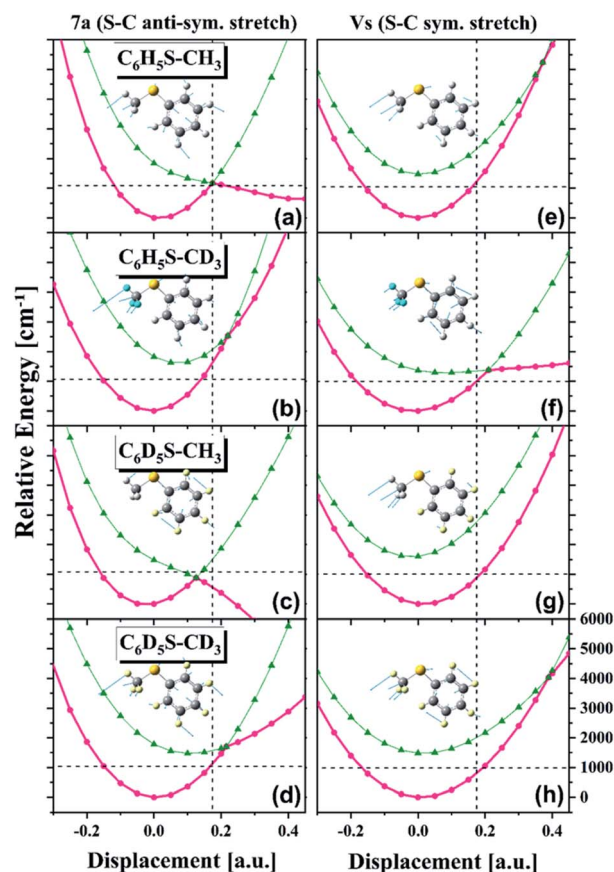 7a (S-C anti-sym. stretch)
Vs (S-C sym. stretch)
C₆H₅S-CH₃
(a)
(e)
C₆H₅S-CD₃
(b)
(f)
C₆D₅S-CH₃
(c)
(g)
C₆D₅S-CD₃
(d)
(h)
Relative Energy [cm⁻¹]
6000
5000
4000
3000
2000
1000
0
-0.2 0.0 0.2 0.4
-0.2 0.0 0.2 0.4
Displacement [a.u.]
Displacement [a.u.]